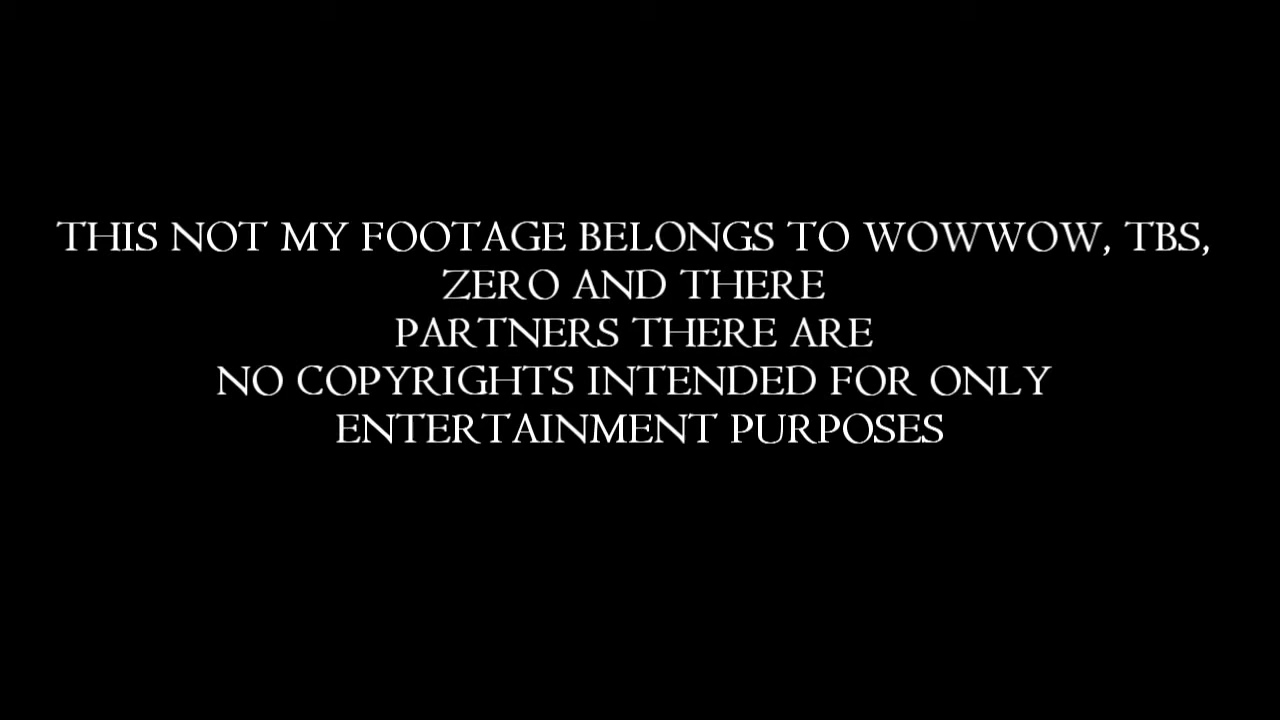 THIS NOT MY FOOTAGE BELONGS TO WOWWOW, TBS,
ZERO AND THERE
PARTNERS THERE ARE
NO COPYRIGHTS INTENDED FOR ONLY
ENTERTAINMENT PURPOSES